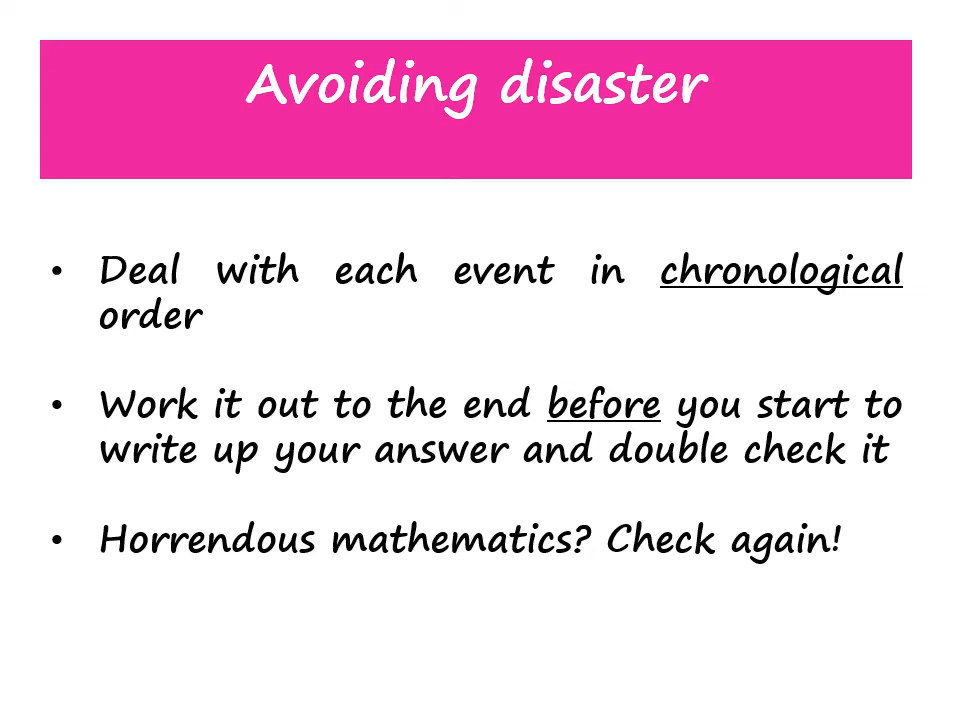 Avoiding disaster
• Deal with each event in chronological
order
• Work it out to the end before you start to
write up your answer and double check it
• Horrendous mathematics? Check again!